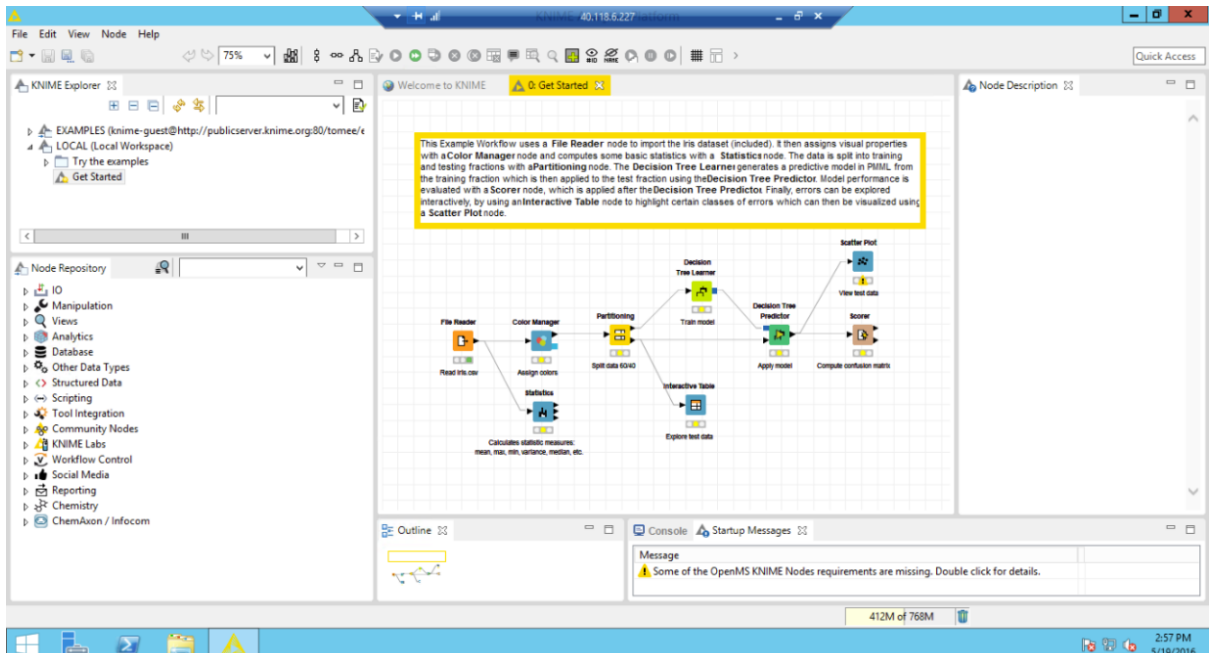 KNIME 40.118.6.227 Platform
File Edit View Node Help
75%
Quick Access
KNIME Explorer
EXAMPLES (knime-guest@http://publicserver.knime.org:80/tomee/e
LOCAL (Local Workspace)
Try the examples
Get Started
Node Repository
IO
Manipulation
Views
Analytics
Database
Other Data Types
Structured Data
Scripting
Tool Integration
Community Nodes
KNIME Labs
Workflow Control
Social Media
Reporting
Chemistry
ChemAxon / Infocom
Welcome to KNIME
0: Get Started
This Example Workflow uses a File Reader node to import the Iris dataset (included). It then assigns visual properties
with a Color Manager node and computes some basic statistics with a Statistics node. The data is split into training
and testing fractions with a Partitioning node. The Decision Tree Learner generates a predictive model in PMML from
the training fraction which is then applied to the test fraction using the Decision Tree Predictor. Model performance is
evaluated with a Scorer node, which is applied after the Decision Tree Predictor. Finally, errors can be explored
interactively, by using an Interactive Table node to highlight certain classes of errors which can then be visualized using
a Scatter Plot node.
Scatter Plot
View test data
Decision
Tree Learner
Train model
Decision Tree
Predictor
Apply model
Scorer
Compute confusion matrix
File Reader
Read Iris.csv
Color Manager
Assign colors
Partitioning
Split data 60/40
Statistics
Calculates statistic measures:
mean, max, min, variance, median, etc.
Interactive Table
Explore test data
Node Description
Outline
Console
Startup Messages
Message
Some of the OpenMS KNIME Nodes requirements are missing. Double click for details.
412M of 768M
2:57 PM
5/19/2016